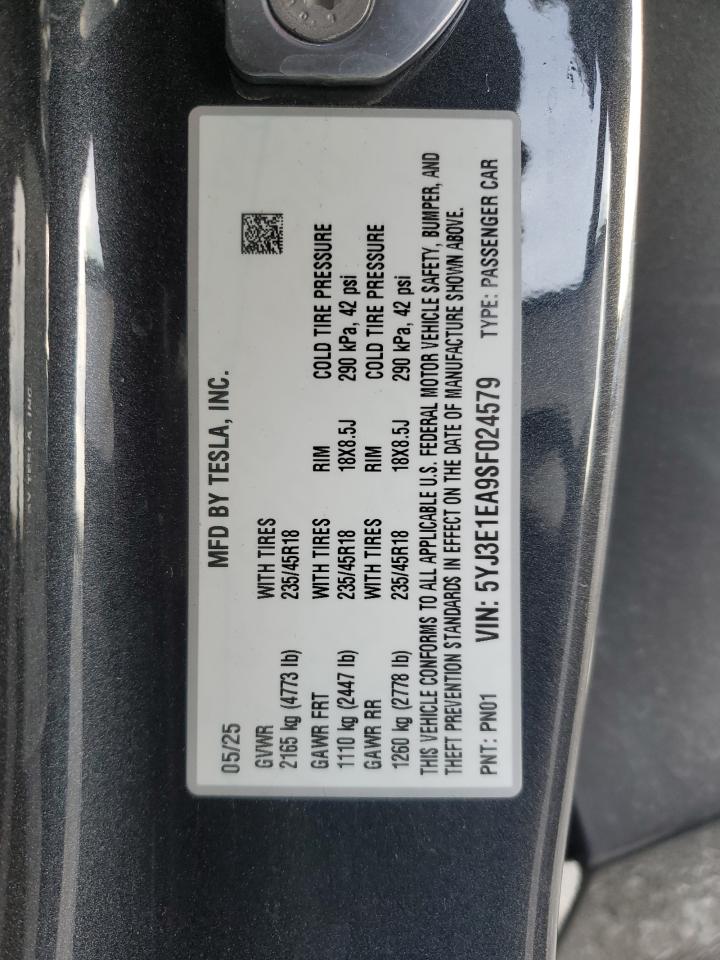 MFD BY TESLA, INC.
05/25
GVWR WITH TIRES
2165 kg (4773 lb) 235/45R18
GAWR FRT WITH TIRES RIM COLD TIRE PRESSURE
1110 kg (2447 lb) 235/45R18 18X8.5J 290 kPa, 42 psi
GAWR RR WITH TIRES RIM COLD TIRE PRESSURE
1260 kg (2778 lb) 235/45R18 18X8.5J 290 kPa, 42 psi
THIS VEHICLE CONFORMS TO ALL APPLICABLE U.S. FEDERAL MOTOR VEHICLE SAFETY, BUMPER, AND
THEFT PREVENTION STANDARDS IN EFFECT ON THE DATE OF MANUFACTURE SHOWN ABOVE.
PNT: PN01 VIN: 5YJ3E1EA9SF024579 TYPE: PASSENGER CAR